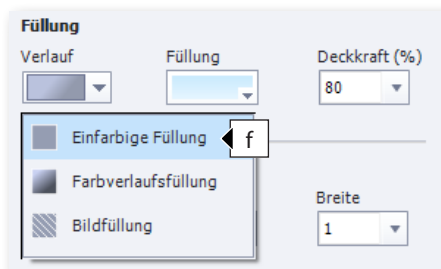 Füllung
Verlauf Füllung Deckkraft (%)
80
Einfarbige Füllung f
Farbverlaufsfüllung
Breite
Bildfüllung
1